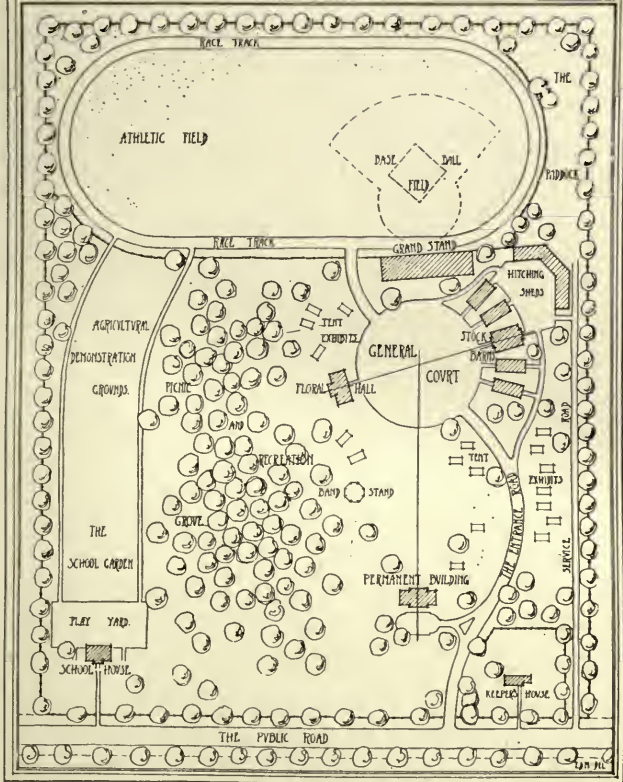 RACE TRACK
THE
PADDOCK
ATHLETIC FIELD
BASE BALL
FIELD
RACE TRACK
GRAND STAND
HITCHING
SHEDS
AGRICULTURAL
DEMONSTRATION
GROUNDS.
TENT
EXHIBITS
GENERAL
COURT
STOCK
BARNS
PICNIC
AND
RECREATION
GROVE
FLORAL HALL
BAND STAND
TENT
EXHIBITS
SERVICE ROAD
THE ENTRANCE ROAD
THE
SCHOOL GARDEN
PERMANENT BUILDING
PLAY YARD.
SCHOOL HOUSE
KEEPER'S HOUSE
THE PUBLIC ROAD